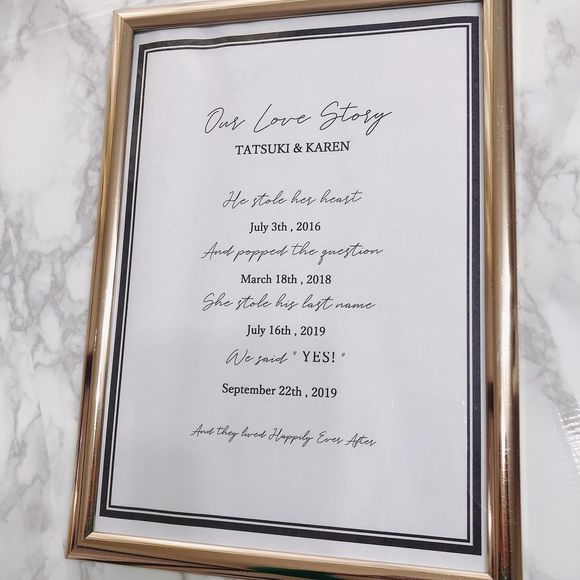 Our Love Story
TATSUKI & KAREN
He stole her heart
July 3th , 2016
And popped the question
March 18th , 2018
She stole his last name
July 16th , 2019
We said " YES! "
September 22th , 2019
And they lived Happily Ever After